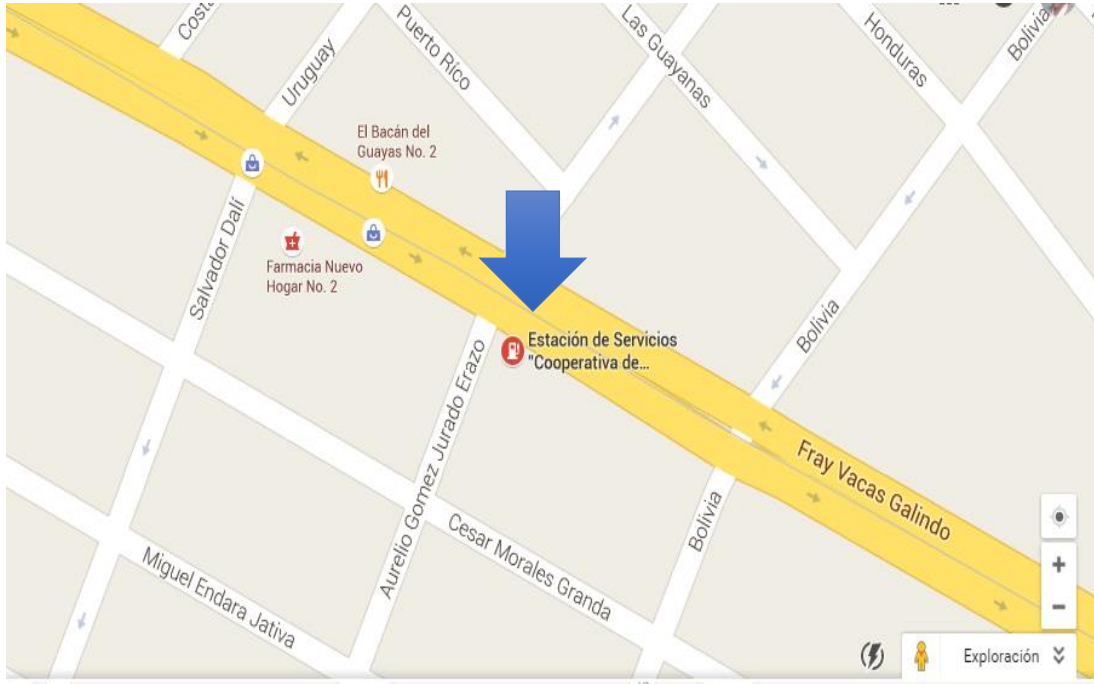 Costa
Uruguay
Puerto Rico
Las Guayanas
Honduras
Bolivia
El Bacán del
Guayas No. 2
Salvador Dalí
Farmacia Nuevo
Hogar No. 2
Estación de Servicios
"Cooperativa de...
Bolivia
Aurelio Gomez Jurado Erazo
Fray Vacas Galindo
Bolivia
Cesar Morales Granda
Miguel Endara Jativa
Exploración